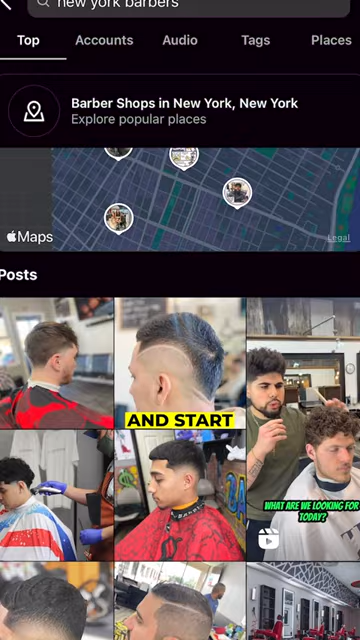 new york barbers
Top
Accounts
Audio
Tags
Places
Barber Shops in New York, New York
Explore popular places
Maps
Legal
Posts
AND START
WHAT ARE WE LOOKING FOR
TODAY?